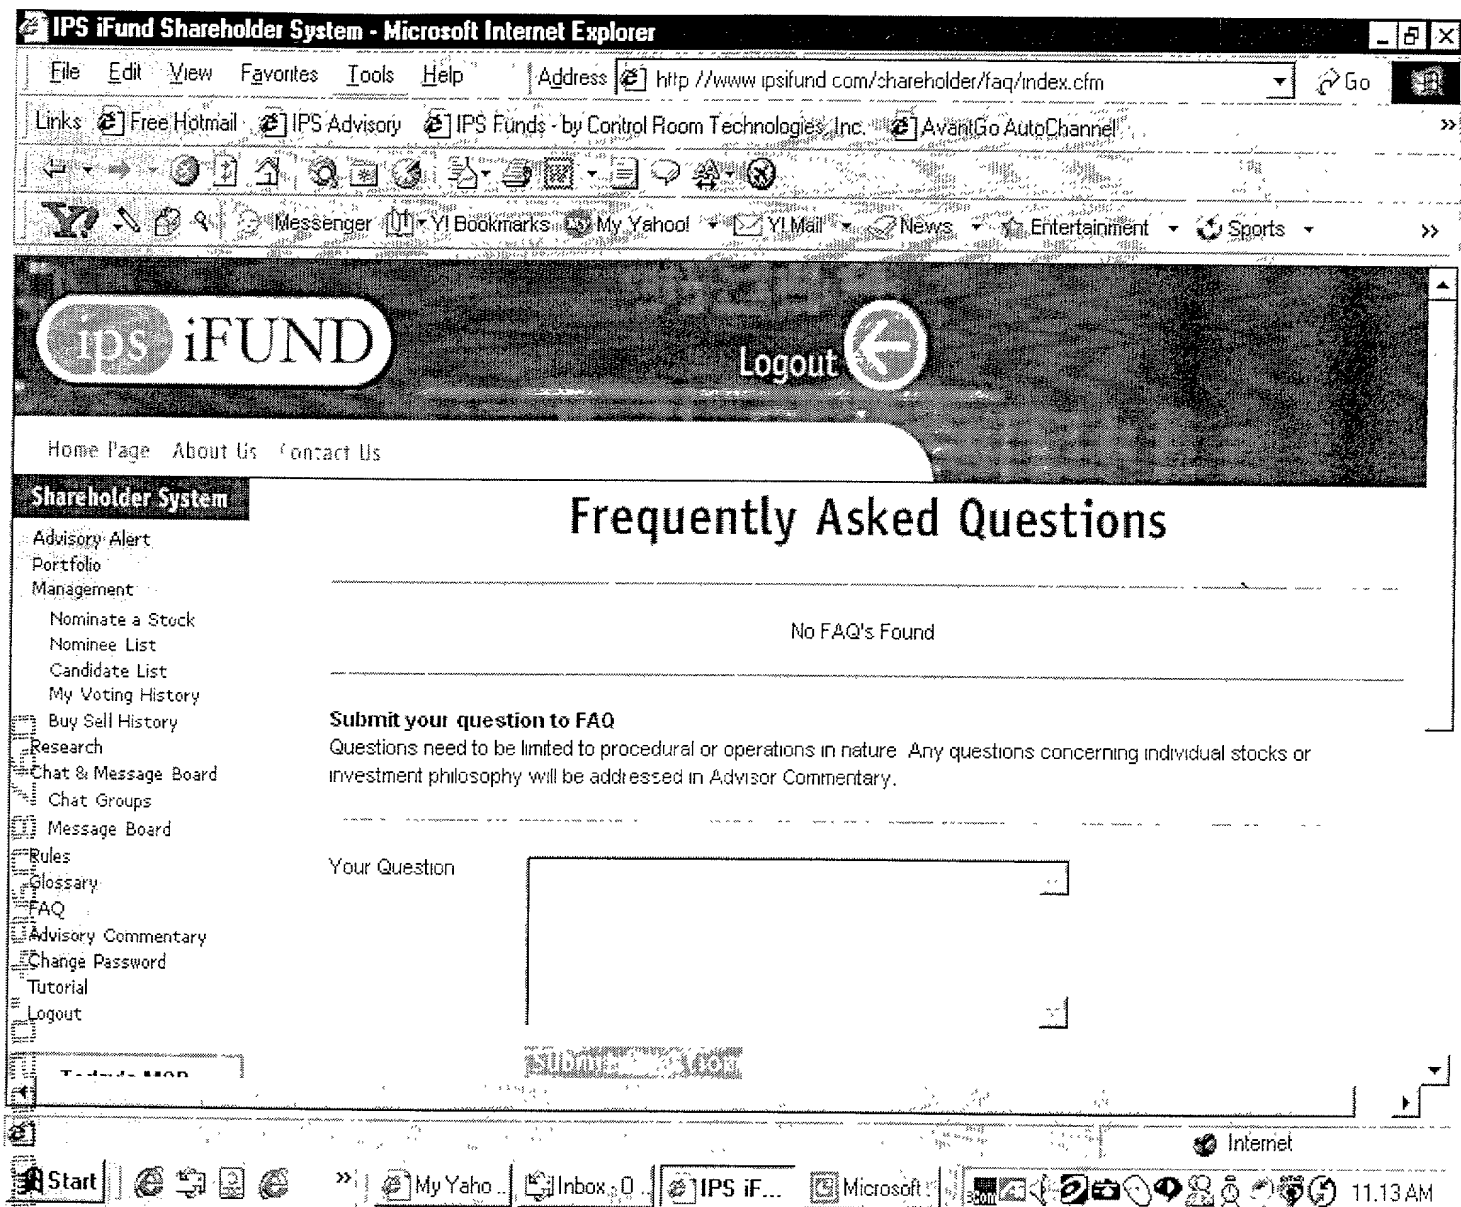 IPS iFund Shareholder System - Microsoft Internet Explorer
File Edit View Favorites Tools Help Address http //www ipsifund com/shareholder/faq/index.cfm Go
Links Free Hotmail IPS Advisory IPS Funds - by Control Room Technologies, Inc. AvantGo AutoChannel »
Y! Messenger Y! Bookmarks My Yahoo! Y! Mail News Entertainment Sports »
ips iFUND
Logout
Home Page About Us Contact Us
Shareholder System
Frequently Asked Questions
Advisory Alert
Portfolio
Management
Nominate a Stock
No FAQ's Found
Nominee List
Candidate List
My Voting History
Buy Sell History
Submit your question to FAQ
Research
Questions need to be limited to procedural or operations in nature Any questions concerning individual stocks or
Chat & Message Board
investment philosophy will be addressed in Advisor Commentary.
Chat Groups
Message Board
Rules
Your Question
Glossary
FAQ
Advisory Commentary
Change Password
Tutorial
Logout
Internet
Start » My Yaho... Inbox - O... IPS iF... Microsoft 11.13 AM